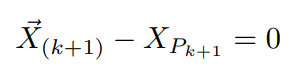 $\vec{X}_{(k+1)} - X_{P_{k+1}} = 0$